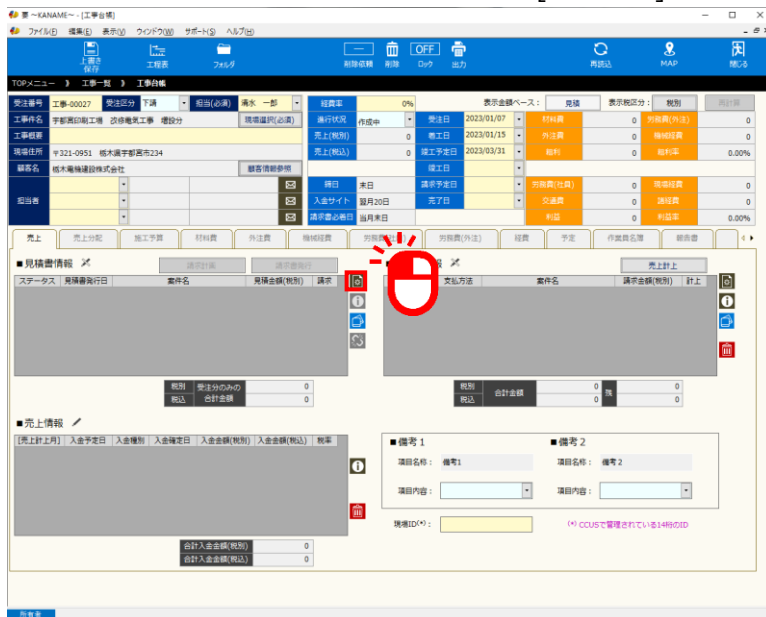 要 ～KANAME～ - [工事台帳]
ファイル(F) 編集(E) 表示(V) ウィンドウ(W) サポート(S) ヘルプ(H)
上書き保存 工程表 フォルダ 削除依頼 削除 OFF ロック 出力 再読込 MAP 閉じる
TOPメニュー 》 工事一覧 》 工事台帳
受注番号 工事-00027 受注区分 下請 担当(必須) 清水 一郎 経費率 0% 表示金額ベース： 見積 表示税区分： 税別 再計算
工事件名 宇都宮印刷工場 改修電気工事 増設分 現場選択(必須) 進行状況 作成中 受注日 2023/01/07 材料費 0 労務費(外注) 0
工事概要 売上(税別) 0 着工日 2023/01/15 外注費 0 機械経費 0
現場住所 〒321-0951 栃木県宇都宮市234 売上(税込) 0 竣工予定日 2023/03/31 粗利 0 粗利率 0.00%
顧客名 栃木電機建設株式会社 顧客情報参照 竣工日
担当者 締日 末日 請求予定日 労務費(社員) 0 現場経費 0
入金サイト 翌月20日 完了日 交通費 0 諸経費 0
請求書必着日 当月末日 利益 0 利益率 0.00%
売上 売上分配 施工予算 材料費 外注費 機械経費 労務費 労務費(外注) 経費 予定 作業員名簿 報告書
■見積書情報 請求計画 請求書発行 売上計上
ステータス 見積書発行日 案件名 見積金額(税別) 請求 支払方法 案件名 請求金額(税別) 計上
税別 受注分のみの 0 税別 合計金額 0 残 0
税込 合計金額 0 税込 0 0
■売上情報
[売上計上月] 入金予定日 入金種別 入金確定日 入金金額(税別) 入金金額(税込) 税率
■備考１ ■備考２
項目名称： 備考1 項目名称： 備考２
項目内容： 項目内容：
現場ID(*)： (*) CCUSで管理されている14桁のID
合計入金金額(税別) 0
合計入金金額(税込) 0
所有者